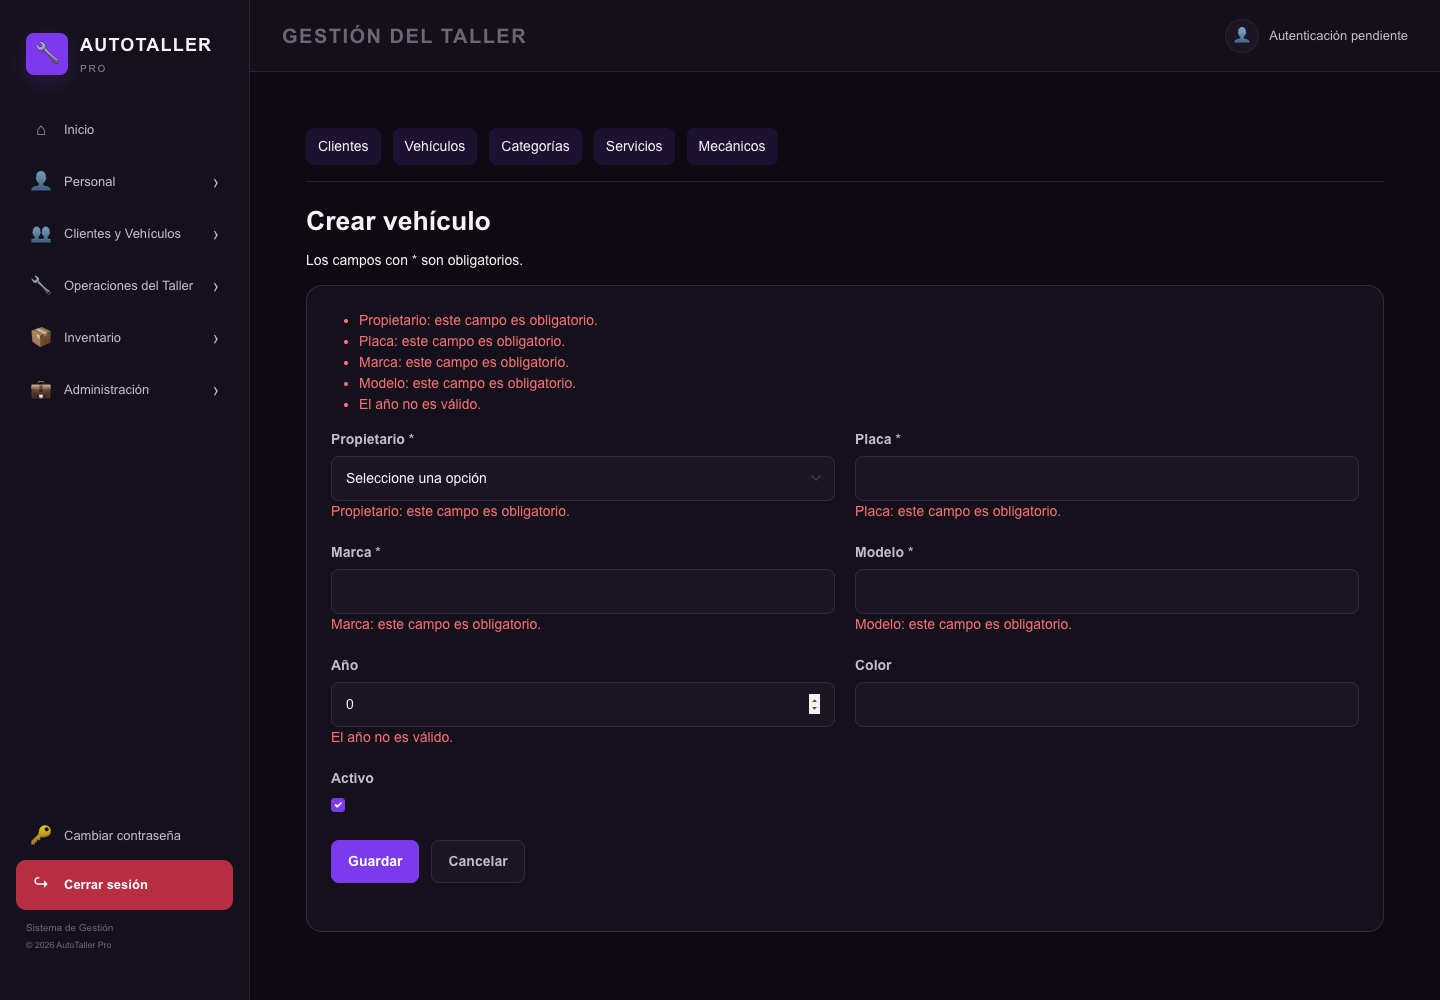 AUTOTALLER
PRO
Inicio
Personal
Clientes y Vehículos
Operaciones del Taller
Inventario
Administración
Cambiar contraseña
Cerrar sesión
Sistema de Gestión
© 2026 AutoTaller Pro
GESTIÓN DEL TALLER
Autenticación pendiente
Clientes Vehículos Categorías Servicios Mecánicos
Crear vehículo
Los campos con * son obligatorios.
Propietario: este campo es obligatorio.
Placa: este campo es obligatorio.
Marca: este campo es obligatorio.
Modelo: este campo es obligatorio.
El año no es válido.
Propietario *
Seleccione una opción
Propietario: este campo es obligatorio.
Placa *
Placa: este campo es obligatorio.
Marca *
Marca: este campo es obligatorio.
Modelo *
Modelo: este campo es obligatorio.
Año
0
El año no es válido.
Color
Activo
Guardar Cancelar